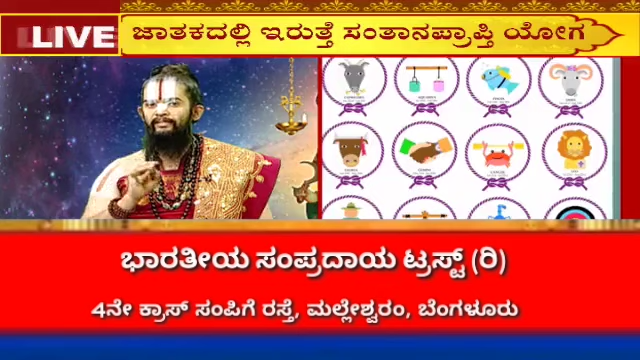 LIVE
ಜಾತಕದಲ್ಲಿ ಇರುತ್ತೆ ಸಂತಾನಪ್ರಾಪ್ತಿ ಯೋಗ
ಭಾರತೀಯ ಸಂಪ್ರದಾಯ ಟ್ರಸ್ಟ್ (ರಿ)
4ನೇ ಕ್ರಾಸ್ ಸಂಪಿಗೆ ರಸ್ತೆ, ಮಲ್ಲೇಶ್ವರಂ, ಬೆಂಗಳೂರು